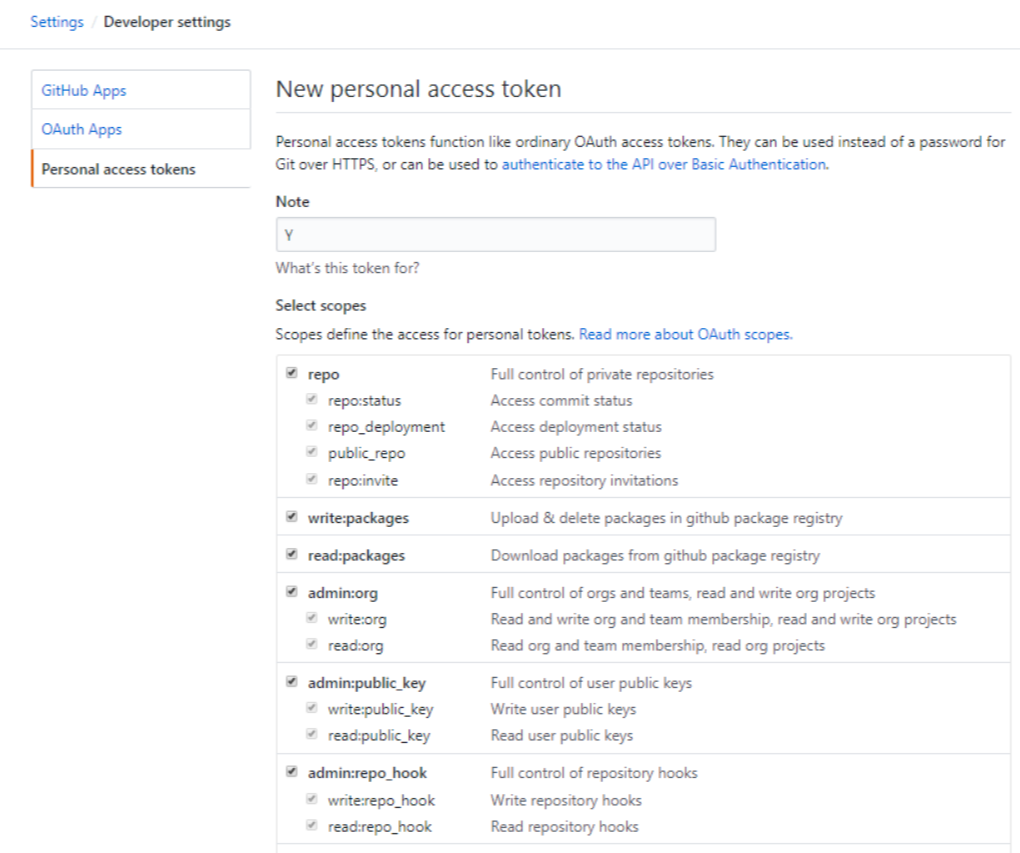 Settings / Developer settings
GitHub Apps
OAuth Apps
Personal access tokens
New personal access token
Personal access tokens function like ordinary OAuth access tokens. They can be used instead of a password for
Git over HTTPS, or can be used to authenticate to the API over Basic Authentication.
Note
Y
What's this token for?
Select scopes
Scopes define the access for personal tokens. Read more about OAuth scopes.
repo Full control of private repositories
repo:status Access commit status
repo_deployment Access deployment status
public_repo Access public repositories
repo:invite Access repository invitations
write:packages Upload & delete packages in github package registry
read:packages Download packages from github package registry
admin:org Full control of orgs and teams, read and write org projects
write:org Read and write org and team membership, read and write org projects
read:org Read org and team membership, read org projects
admin:public_key Full control of user public keys
write:public_key Write user public keys
read:public_key Read user public keys
admin:repo_hook Full control of repository hooks
write:repo_hook Write repository hooks
read:repo_hook Read repository hooks